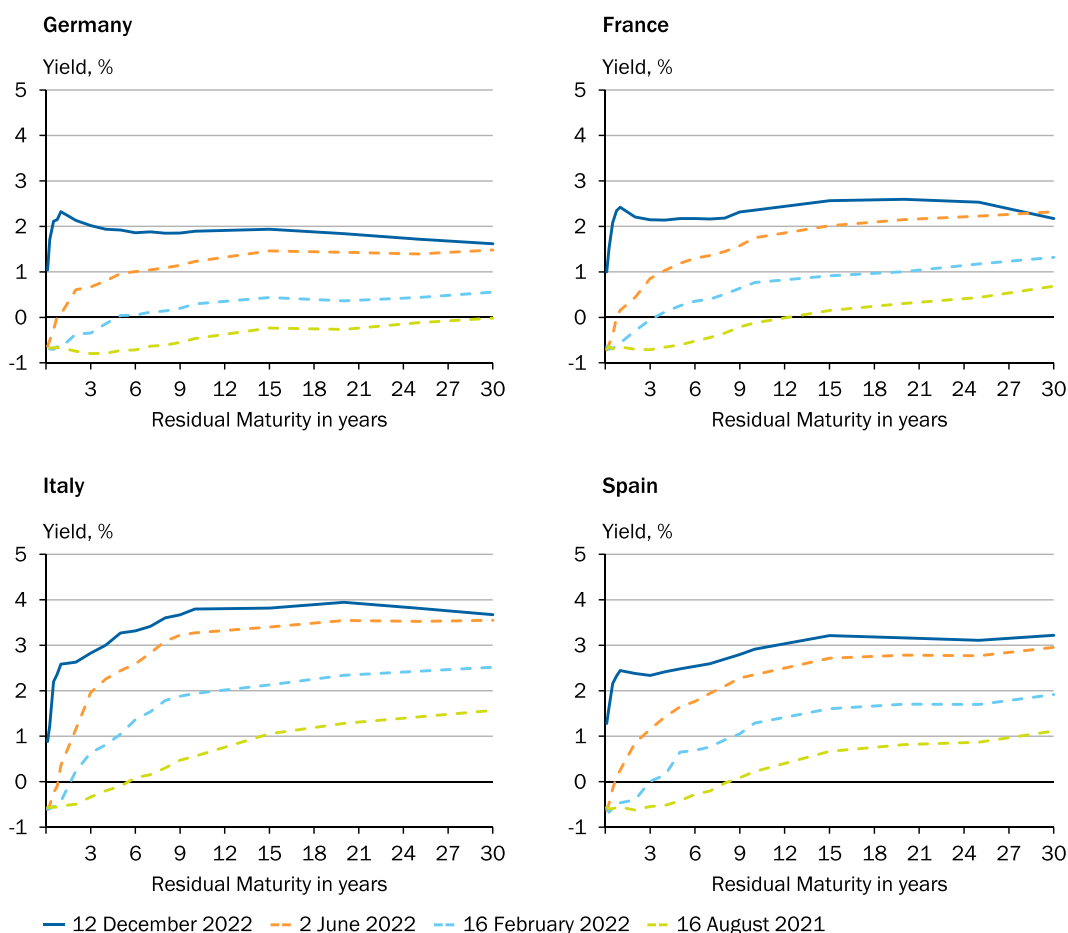 Germany
Yield, %
5
4
3
2
1
0
-1
3 6 9 12 15 18 21 24 27 30
Residual Maturity in years
France
Yield, %
5
4
3
2
1
0
-1
3 6 9 12 15 18 21 24 27 30
Residual Maturity in years
Italy
Yield, %
5
4
3
2
1
0
-1
3 6 9 12 15 18 21 24 27 30
Residual Maturity in years
Spain
Yield, %
5
4
3
2
1
0
-1
3 6 9 12 15 18 21 24 27 30
Residual Maturity in years
12 December 2022 2 June 2022 16 February 2022 16 August 2021